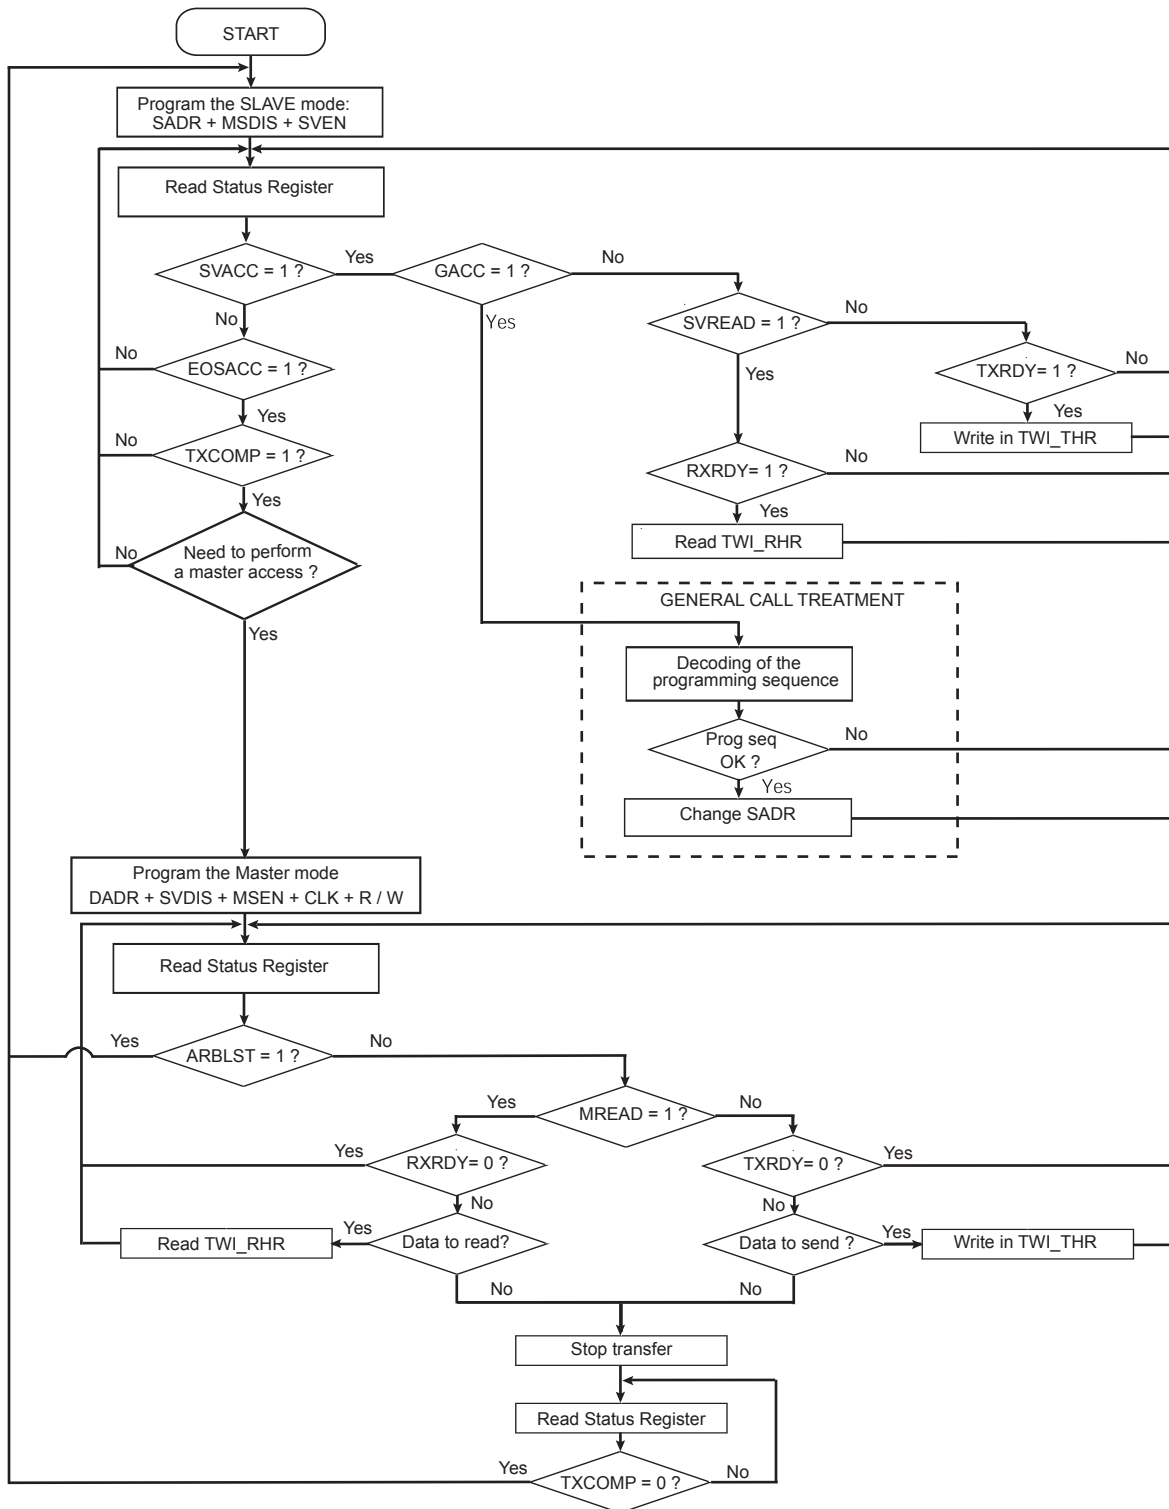 START
Program the SLAVE mode:
SADR + MSDIS + SVEN
Read Status Register
SVACC = 1 ?
Yes
GACC = 1 ?
No
No
Yes
SVREAD = 1 ?
No
EOSACC = 1 ?
No
Yes
Yes
TXRDY= 1 ?
No
Yes
Write in TWI_THR
TXCOMP = 1 ?
No
Yes
RXRDY= 1 ?
No
Yes
Read TWI_RHR
Need to perform
a master access ?
No
Yes
GENERAL CALL TREATMENT
Decoding of the
programming sequence
Prog seq
OK ?
No
Yes
Change SADR
Program the Master mode
DADR + SVDIS + MSEN + CLK + R / W
Read Status Register
Yes
ARBLST = 1 ?
No
Yes
MREAD = 1 ?
No
Yes
RXRDY= 0 ?
TXRDY= 0 ?
Yes
No
No
Read TWI_RHR
Yes
Data to read?
Data to send ?
Yes
Write in TWI_THR
No
No
Stop transfer
Read Status Register
Yes
TXCOMP = 0 ?
No